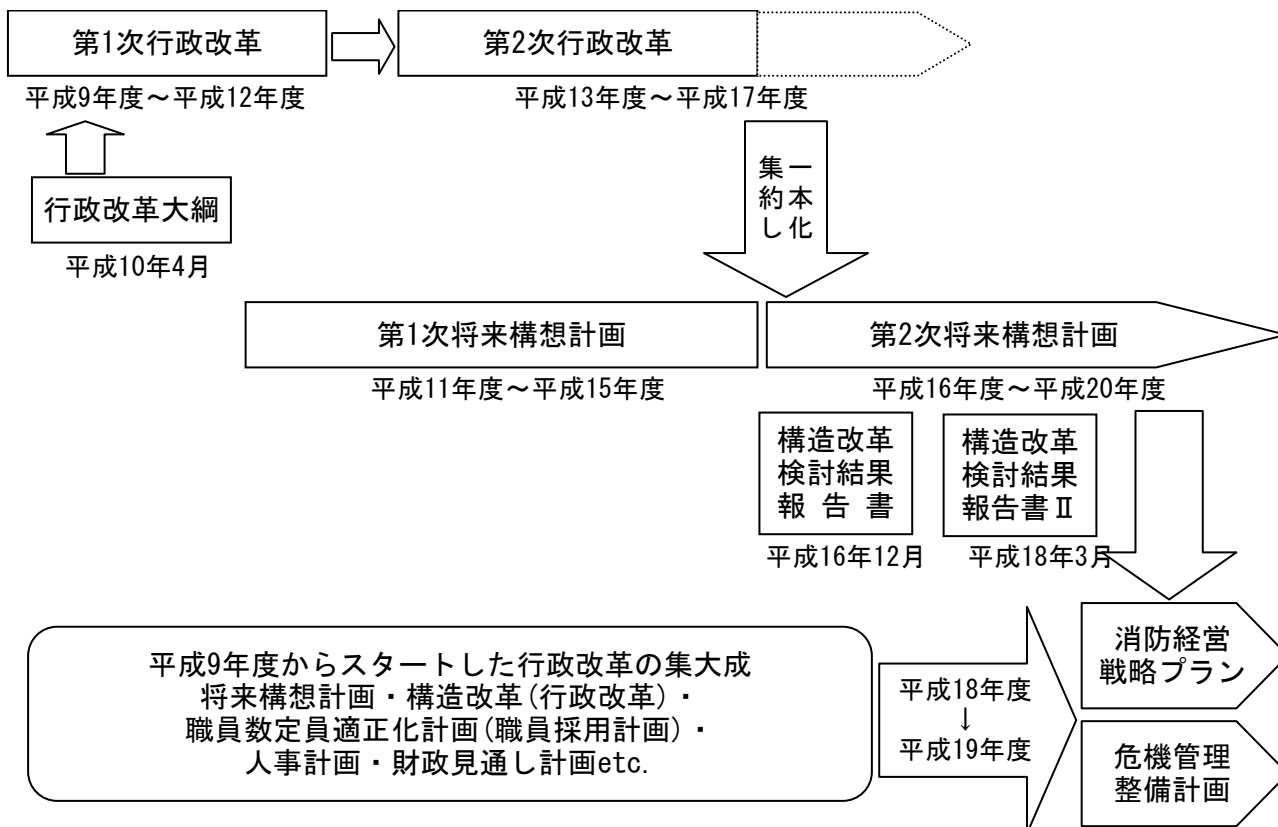 第1次行政改革
第2次行政改革
平成9年度～平成12年度
平成13年度～平成17年度
行政改革大綱
平成10年4月
集約し
一本化
第1次将来構想計画
第2次将来構想計画
平成11年度～平成15年度
平成16年度～平成20年度
構造改革
検討結果
報告書
平成16年12月
構造改革
検討結果
報告書Ⅱ
平成18年3月
平成9年度からスタートした行政改革の集大成
将来構想計画・構造改革(行政改革)・
職員数定員適正化計画(職員採用計画)・
人事計画・財政見通し計画etc.
平成18年度
↓
平成19年度
消防経営
戦略プラン
危機管理
整備計画